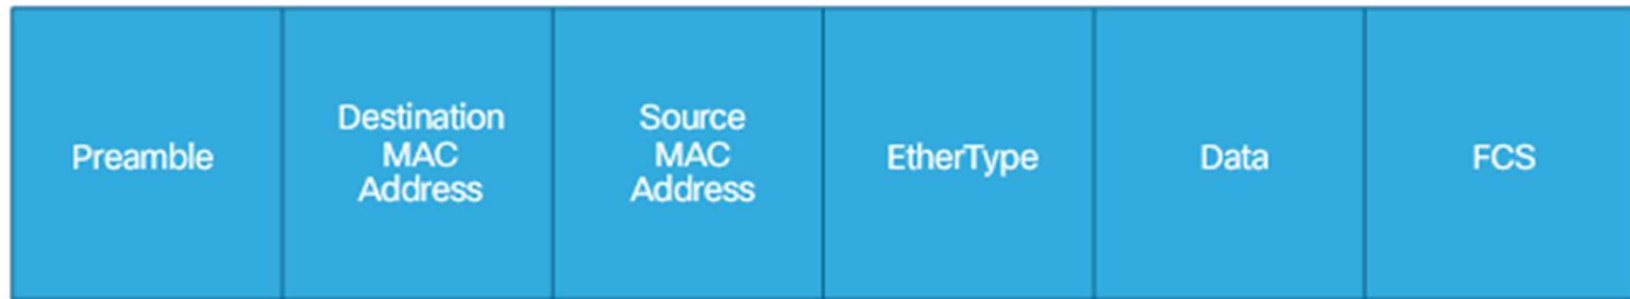 Preamble
Destination
MAC
Address
Source
MAC
Address
EtherType
Data
FCS